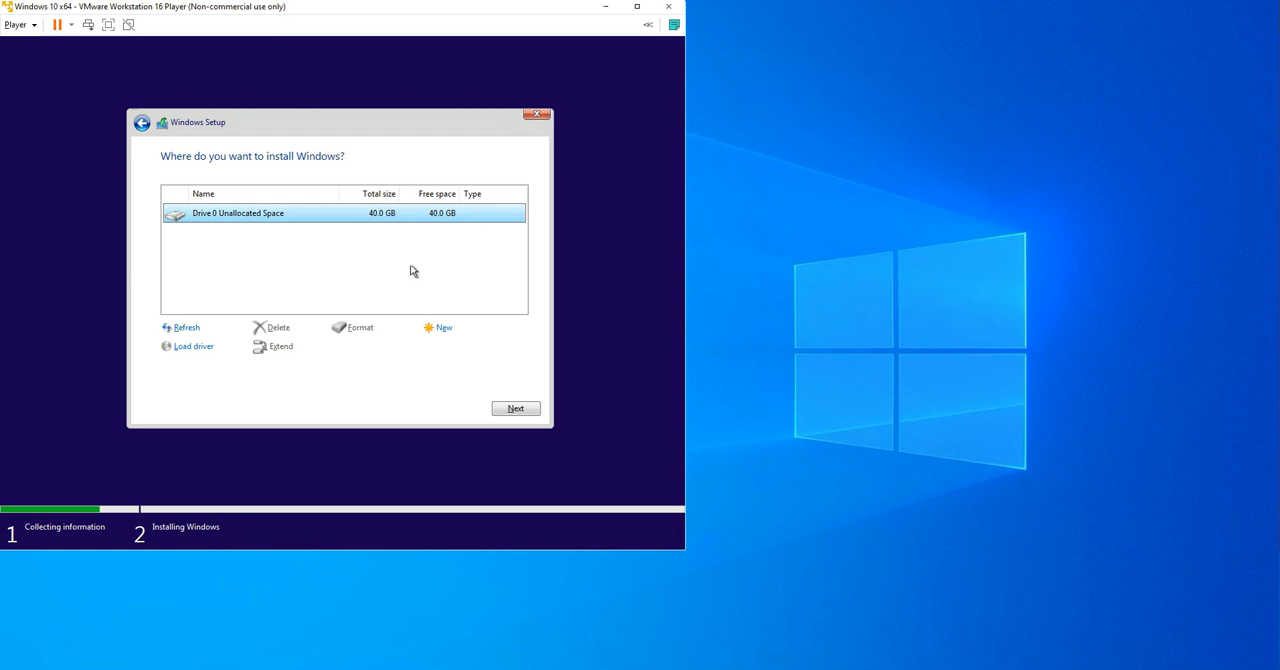 Windows 10 x64 - VMware Workstation 16 Player (Non-commercial use only)
Player
Windows Setup
Where do you want to install Windows?
Name Total size Free space Type
Drive 0 Unallocated Space 40.0 GB 40.0 GB
Refresh Delete Format New
Load driver Extend
Next
1 Collecting information 2 Installing Windows